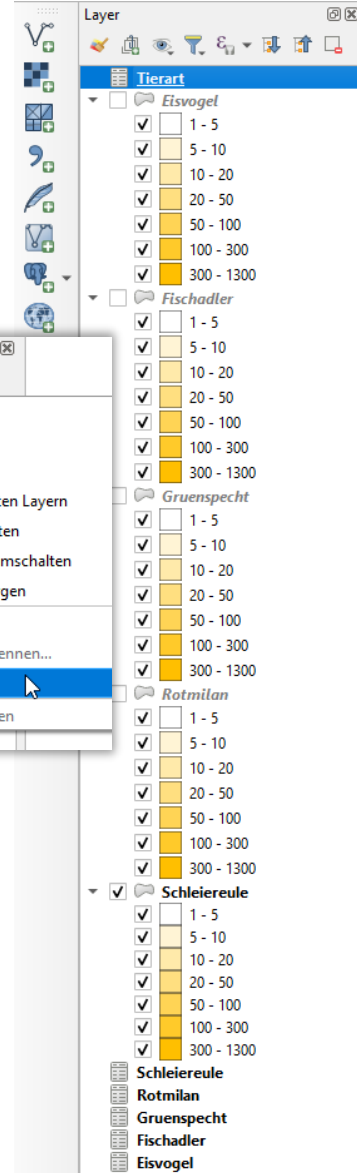 Layer
Tierart
Eisvogel
1 - 5
5 - 10
10 - 20
20 - 50
50 - 100
100 - 300
300 - 1300
Fischadler
1 - 5
5 - 10
10 - 20
20 - 50
50 - 100
100 - 300
300 - 1300
en Layern
Gruenspecht
1 - 5
ten
5 - 10
mschalten
10 - 20
gen
20 - 50
50 - 100
ennen...
100 - 300
300 - 1300
Rotmilan
en
1 - 5
5 - 10
10 - 20
20 - 50
50 - 100
100 - 300
300 - 1300
Schleiereule
1 - 5
5 - 10
10 - 20
20 - 50
50 - 100
100 - 300
300 - 1300
Schleiereule
Rotmilan
Gruenspecht
Fischadler
Eisvogel